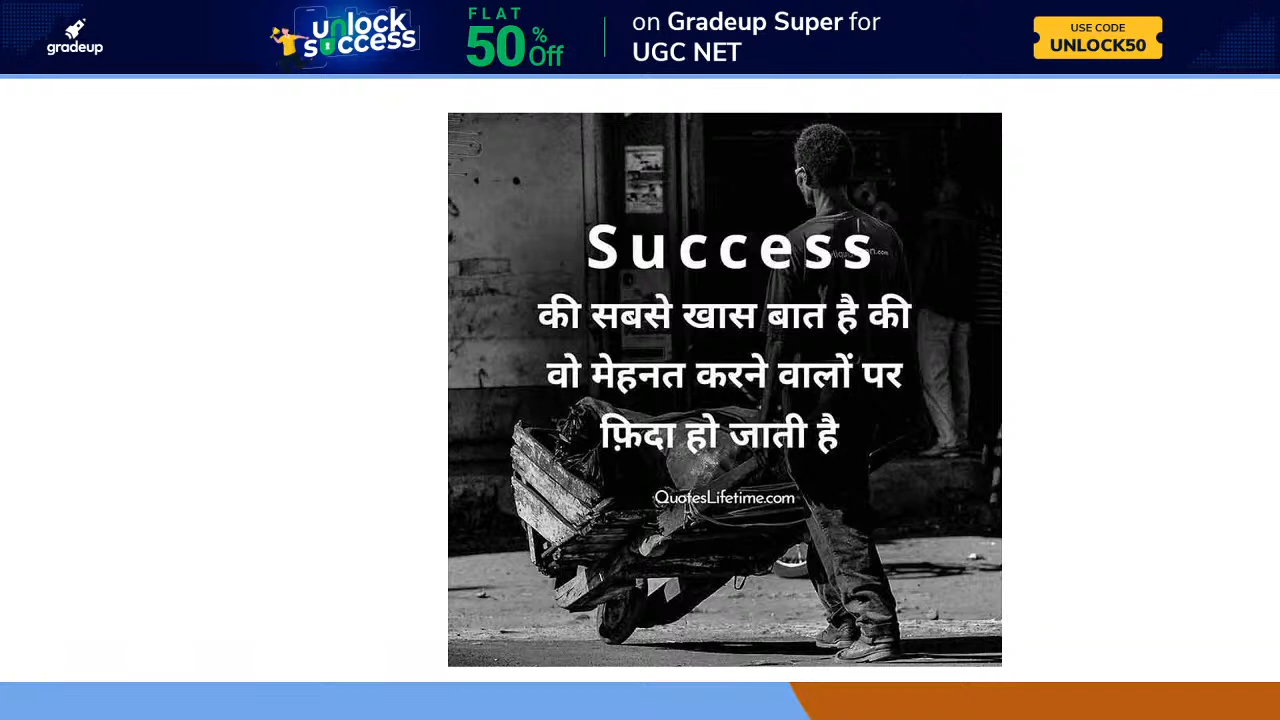 gradeup
unlock
success
FLAT
50% Off
on Gradeup Super for
UGC NET
USE CODE
UNLOCK50
Success
की सबसे खास बात है की
वो मेहनत करने वालों पर
फ़िदा हो जाती है
QuotesLifetime.com